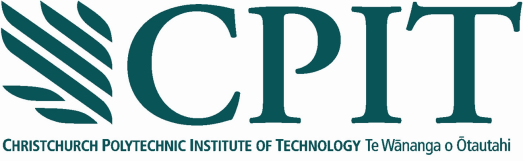 CPIT
CHRISTCHURCH POLYTECHNIC INSTITUTE OF TECHNOLOGY Te Wānanga o Ōtautahi